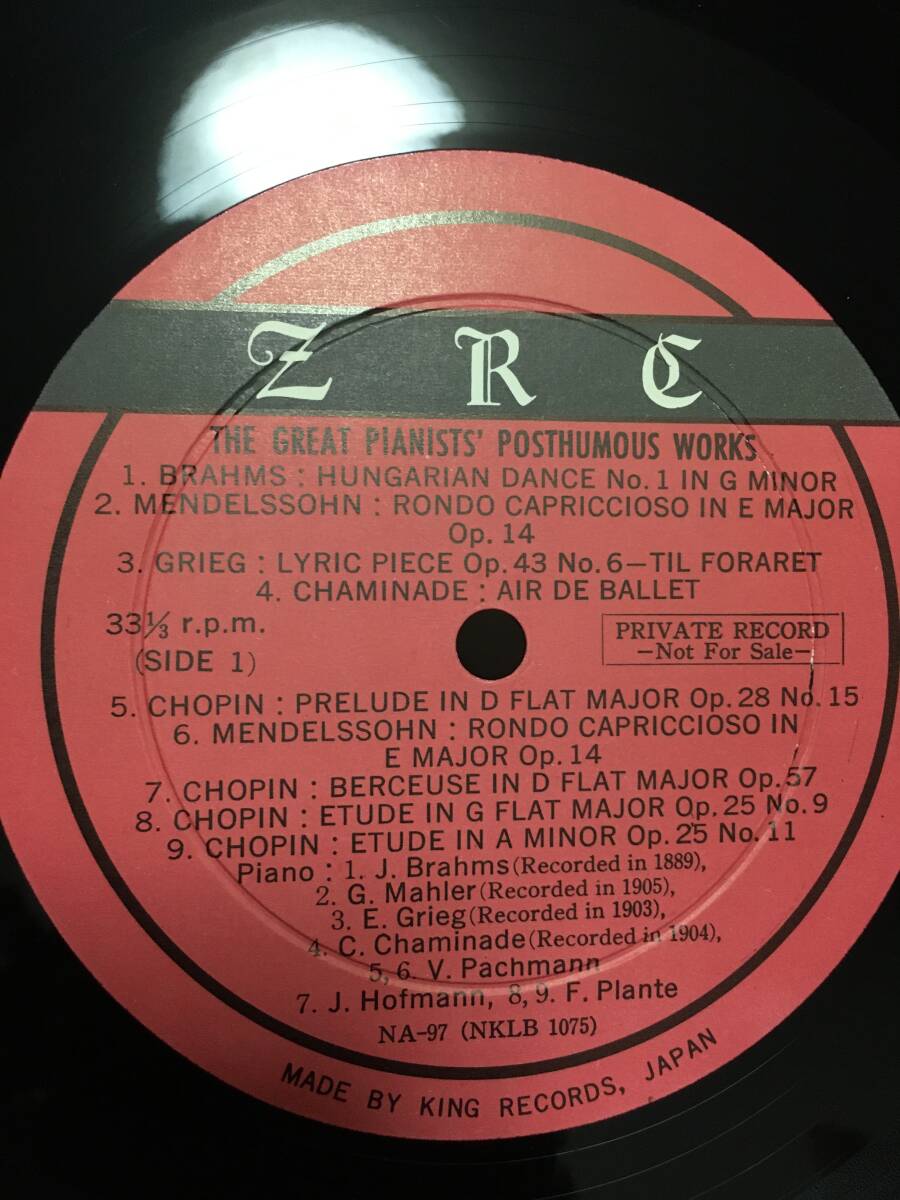 Z R C
THE GREAT PIANISTS' POSTHUMOUS WORKS
1. BRAHMS : HUNGARIAN DANCE No. 1 IN G MINOR
2. MENDELSSOHN : RONDO CAPRICCIOSO IN E MAJOR
Op. 14
3. GRIEG : LYRIC PIECE Op. 43 No. 6—TIL FORARET
4. CHAMINADE : AIR DE BALLET
33⅓ r.p.m.
(SIDE 1)
PRIVATE RECORD
—Not For Sale—
5. CHOPIN : PRELUDE IN D FLAT MAJOR Op. 28 No. 15
6. MENDELSSOHN : RONDO CAPRICCIOSO IN
E MAJOR Op. 14
7. CHOPIN : BERCEUSE IN D FLAT MAJOR Op. 57
8. CHOPIN : ETUDE IN G FLAT MAJOR Op. 25 No. 9
9. CHOPIN : ETUDE IN A MINOR Op. 25 No. 11
Piano : 1. J. Brahms (Recorded in 1889),
2. G. Mahler (Recorded in 1905),
3. E. Grieg (Recorded in 1903),
4. C. Chaminade (Recorded in 1904),
5, 6. V. Pachmann
7. J. Hofmann, 8, 9. F. Plante
NA-97 (NKLB 1075)
MADE BY KING RECORDS, JAPAN